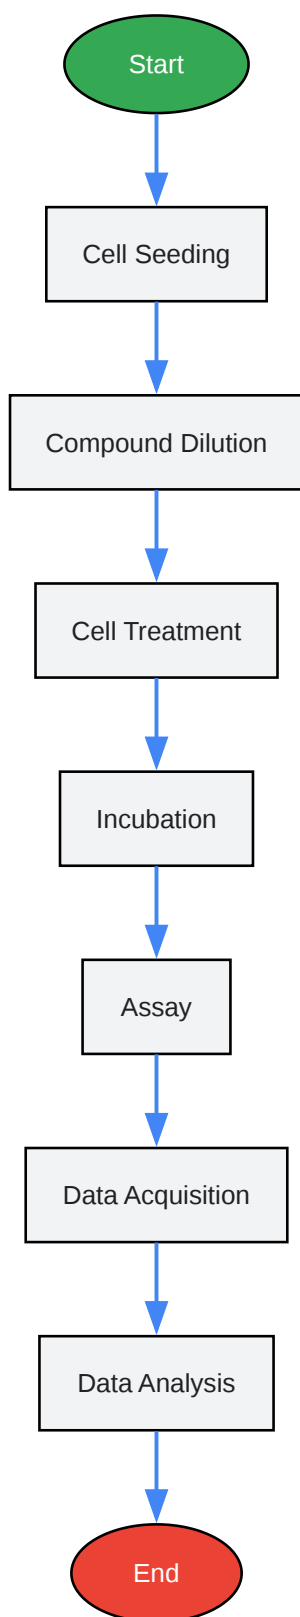 Start
Cell Seeding
Compound Dilution
Cell Treatment
Incubation
Assay
Data Acquisition
Data Analysis
End